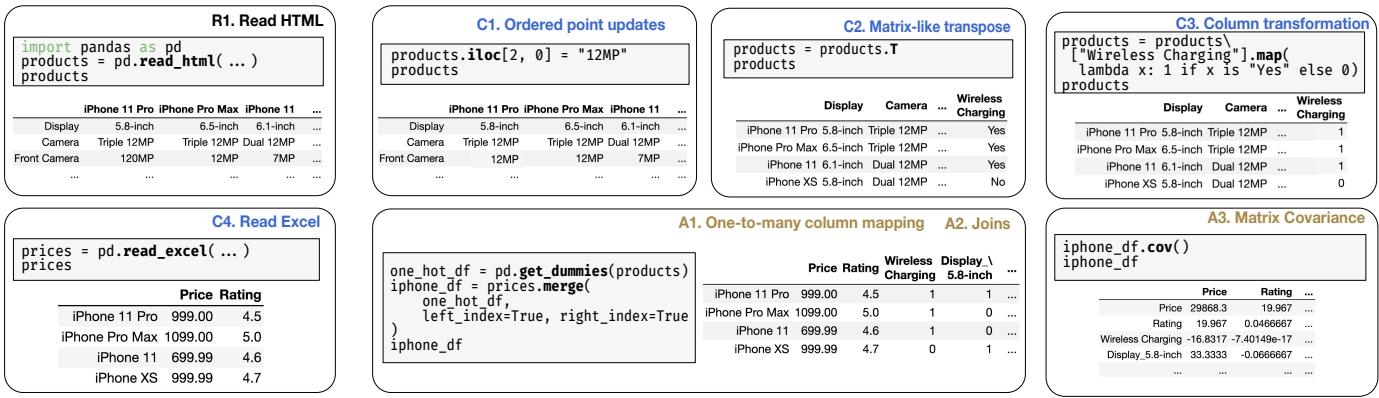 R1. Read HTML
import pandas as pd
products = pd.read_html( ... )
products
iPhone 11 Pro iPhone Pro Max iPhone 11 ...
Display 5.8-inch 6.5-inch 6.1-inch ...
Camera Triple 12MP Triple 12MP Dual 12MP ...
Front Camera 120MP 12MP 7MP ...
... ... ... ...
C1. Ordered point updates
products.iloc[2, 0] = "12MP"
products
iPhone 11 Pro iPhone Pro Max iPhone 11 ...
Display 5.8-inch 6.5-inch 6.1-inch ...
Camera Triple 12MP Triple 12MP Dual 12MP ...
Front Camera 12MP 12MP 7MP ...
... ... ... ...
C2. Matrix-like transpose
products = products.T
products
Display Camera ... Wireless
Charging
iPhone 11 Pro 5.8-inch Triple 12MP ... Yes
iPhone Pro Max 6.5-inch Triple 12MP ... Yes
iPhone 11 6.1-inch Dual 12MP ... Yes
iPhone XS 5.8-inch Dual 12MP ... No
C3. Column transformation
products = products\
["Wireless Charging"].map(
lambda x: 1 if x is "Yes" else 0)
products
Display Camera ... Wireless
Charging
iPhone 11 Pro 5.8-inch Triple 12MP ... 1
iPhone Pro Max 6.5-inch Triple 12MP ... 1
iPhone 11 6.1-inch Dual 12MP ... 1
iPhone XS 5.8-inch Dual 12MP ... 0
C4. Read Excel
prices = pd.read_excel( ... )
prices
Price Rating
iPhone 11 Pro 999.00 4.5
iPhone Pro Max 1099.00 5.0
iPhone 11 699.99 4.6
iPhone XS 999.99 4.7
A1. One-to-many column mapping A2. Joins
one_hot_df = pd.get_dummies(products)
iphone_df = prices.merge(
one_hot_df,
left_index=True, right_index=True
)
iphone_df
Price Rating Wireless Display_\ ...
Charging 5.8-inch
iPhone 11 Pro 999.00 4.5 1 1 ...
iPhone Pro Max 1099.00 5.0 1 0 ...
iPhone 11 699.99 4.6 1 0 ...
iPhone XS 999.99 4.7 0 1 ...
A3. Matrix Covariance
iphone_df.cov()
iphone_df
Price Rating ...
Price 29868.3 19.967 ...
Rating 19.967 0.0466667 ...
Wireless Charging -16.8317 -7.40149e-17 ...
Display_5.8-inch 33.3333 -0.0666667 ...
... ... ... ...